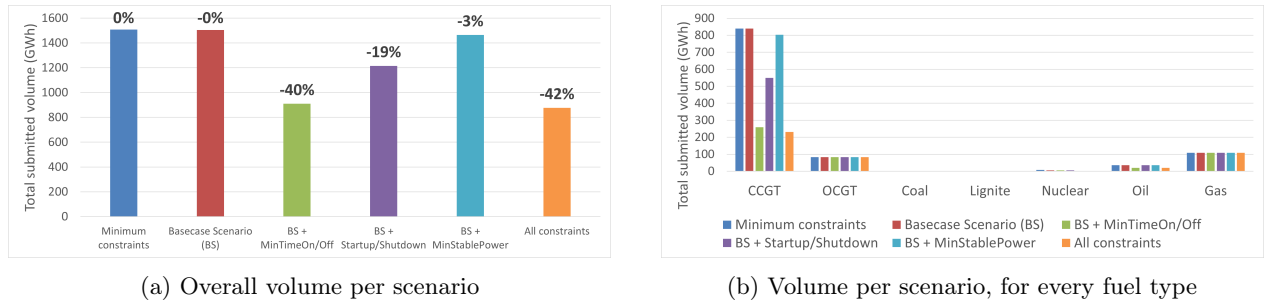 Total submitted volume (GWh)
1600
1400
1200
1000
800
600
400
200
0
0%
-0%
-40%
-19%
-3%
-42%
Minimum constraints
Basecase Scenario (BS)
BS + MinTimeOn/Off
BS + Startup/Shutdown
BS + MinStablePower
All constraints
(a) Overall volume per scenario
Total submitted volume (GWh)
900
800
700
600
500
400
300
200
100
0
CCGT OCGT Coal Lignite Nuclear Oil Gas
Minimum constraints Basecase Scenario (BS) BS + MinTimeOn/Off
BS + Startup/Shutdown BS + MinStablePower All constraints
(b) Volume per scenario, for every fuel type